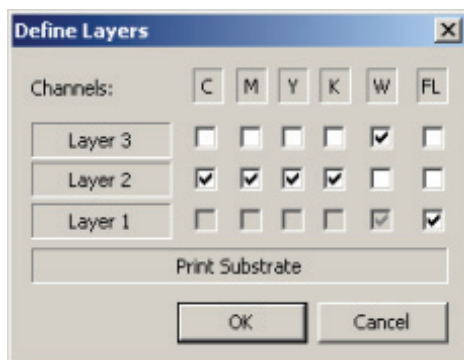 Define Layers
Channels: C M Y K W FL
Layer 3
Layer 2
Layer 1
Print Substrate
OK Cancel